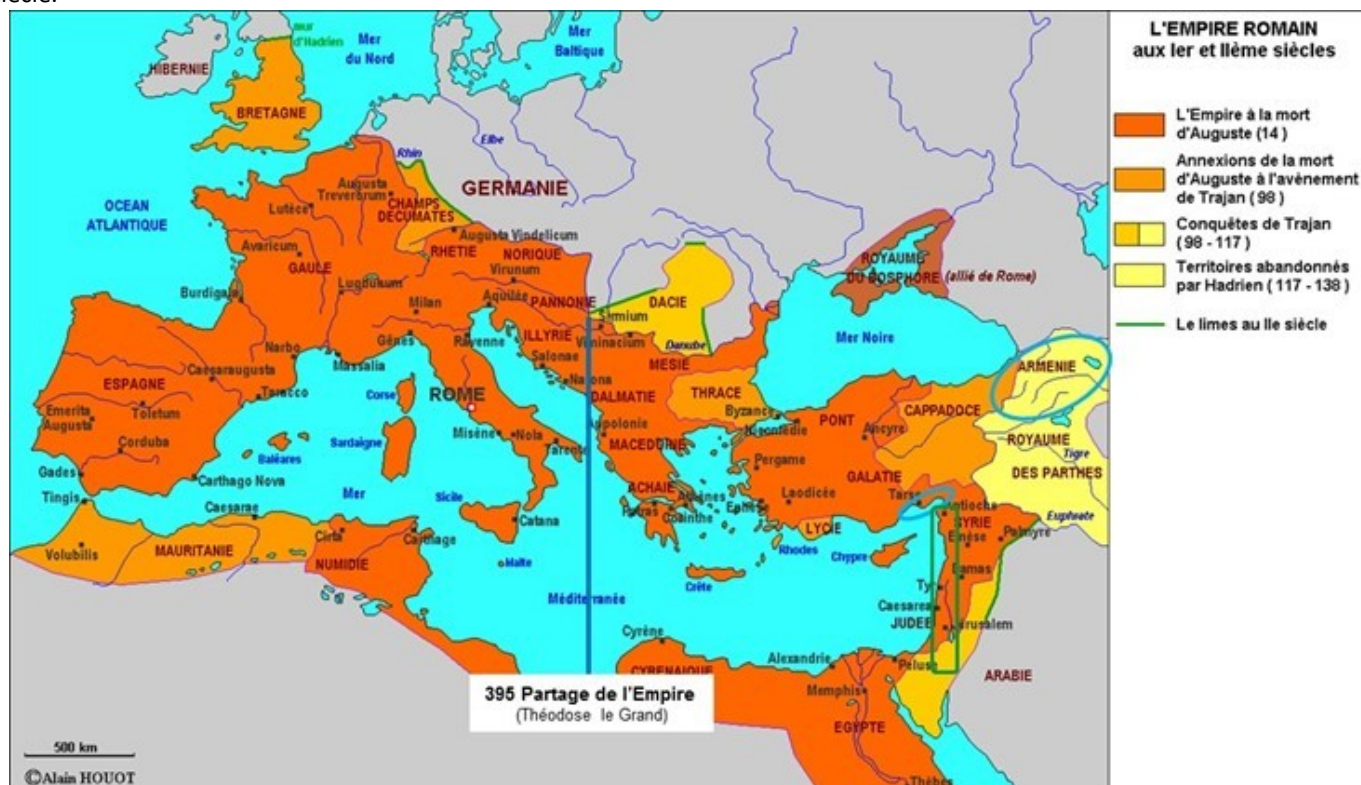 siècle.
mur
d'Hadrien
Mer
du Nord
Mer
Baltique
HIBERNIE
BRETAGNE
Elbe
Rhin
GERMANIE
OCEAN
ATLANTIQUE
Augusta
Treverorum
CHAMPS
DECUMATES
Lutèce
Augusta Vindelicum
Avaricum
RHETIE
NORIQUE
GAULE
Virunum
Burdigala
Lugdunum
Milan
Aquilée
PANNONIE
DACIE
Sirmium
ROYAUME
DU BOSPHORE
(allié de Rome)
Gênes
Ravenne
ILLYRIE
Viminacium
Danube
Mer Noire
Narbo
Massalia
Salonae
MESIE
ARMENIE
ESPAGNE
Caesaraugusta
Tarraco
Corse
ROME
Narona
DALMATIE
THRACE
Byzance
PONT
CAPPADOCE
Emerita
Augusta
Toletum
Sardaigne
Misène
Nola
Appolonie
Nicomédie
Ancyre
ROYAUME
DES PARTHES
Tigre
Corduba
Baléares
Tarente
MACEDOINE
Pergame
GALATIE
Gades
Carthago Nova
Mer
Sicile
ACHAIE
Athènes
Laodicée
Tarse
Antioche
Euphrate
Tingis
Caesarae
Catana
Patras
Corinthe
Ephèse
LYCIE
SYRIE
Emèse
Palmyre
Volubilis
MAURITANIE
Cirta
Carthage
Rhodes
Chypre
NUMIDIE
Malte
Crête
Damas
Méditerranée
Tyr
Caesarea
JUDEE
Jérusalem
Cyrène
Alexandrie
Péluse
ARABIE
CYRENAIQUE
Memphis
EGYPTE
Thèbes
395 Partage de l'Empire
(Théodose le Grand)
500 km
©Alain HOUOT
L'EMPIRE ROMAIN
aux Ier et IIème siècles
L'Empire à la mort
d'Auguste (14 )
Annexions de la mort
d'Auguste à l'avènement
de Trajan ( 98 )
Conquêtes de Trajan
( 98 - 117 )
Territoires abandonnés
par Hadrien ( 117 - 138 )
Le limes au IIe siècle